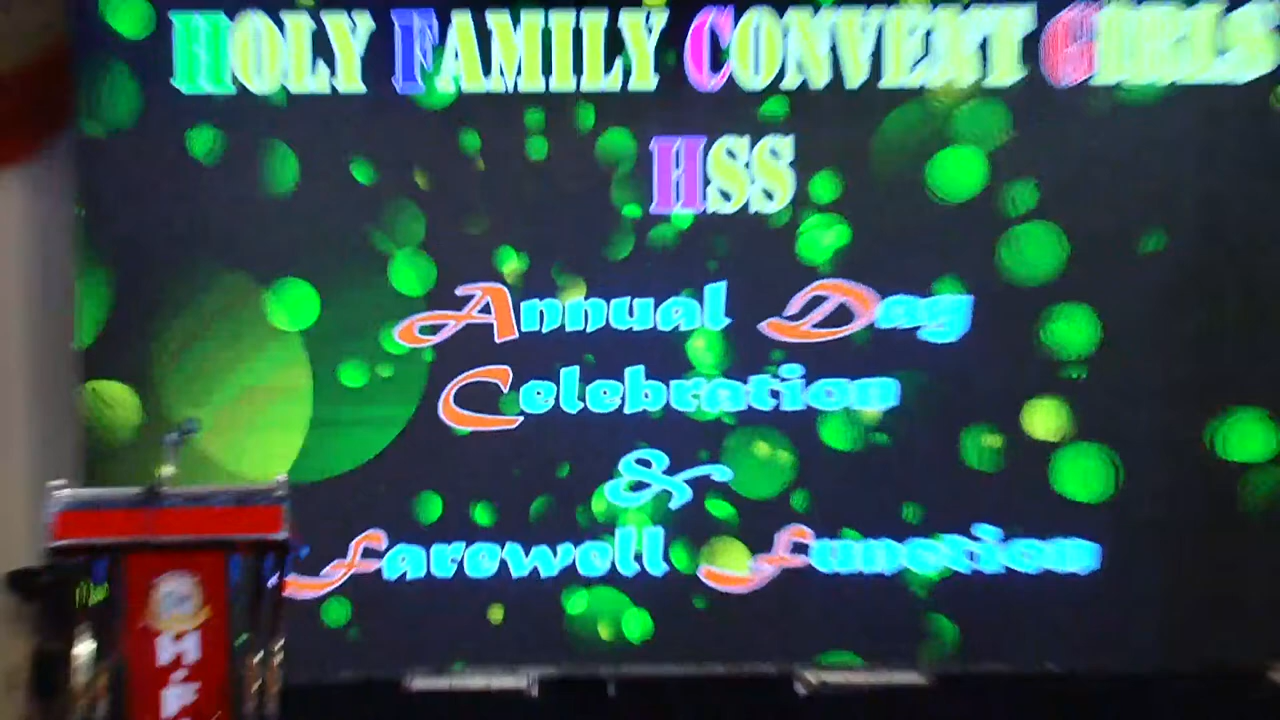 HOLY FAMILY CONVENT GIRLS
HSS
Annual Day
Celebration
&
Farewell Function
H.F